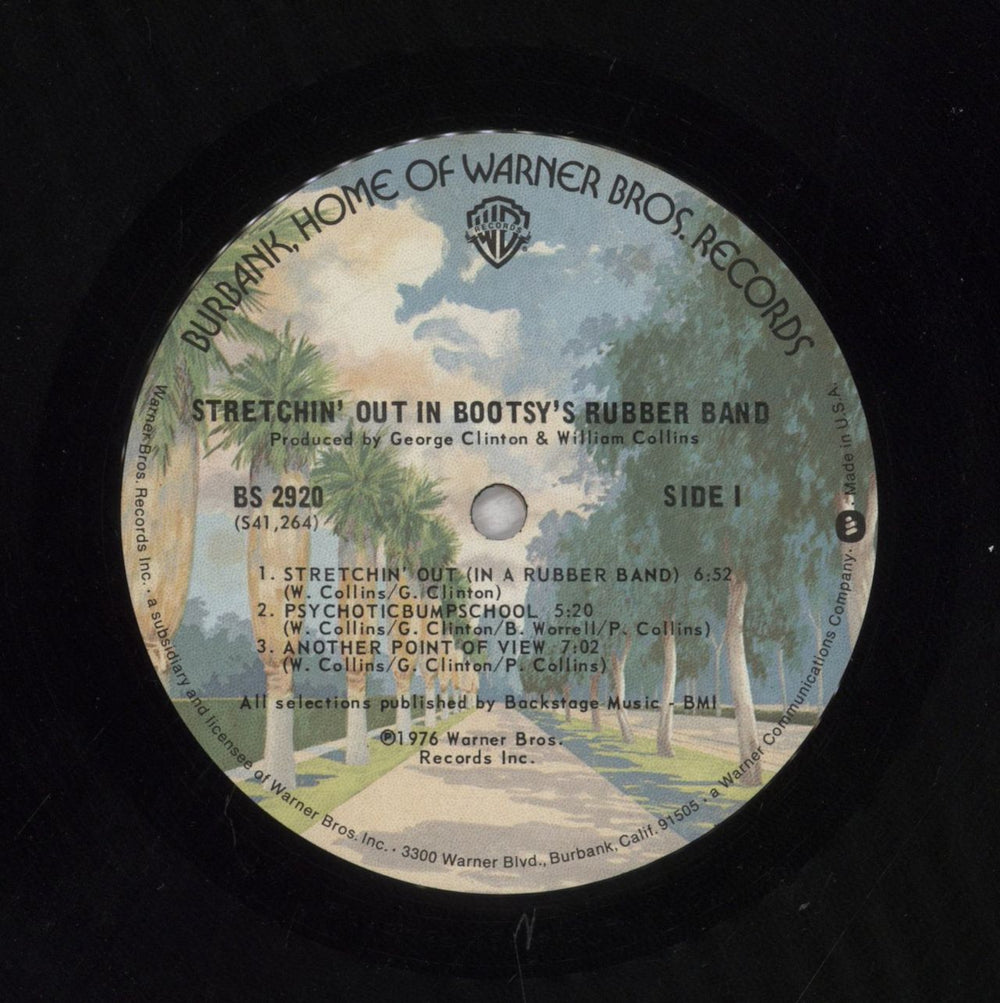 BURBANK, HOME OF WARNER BROS. RECORDS
WB
RECORDS
STRETCHIN' OUT IN BOOTSY'S RUBBER BAND
Produced by George Clinton & William Collins
BS 2920
SIDE 1
(S41,264)
1. STRETCHIN' OUT (IN A RUBBER BAND) 6:52
(W. Collins/G. Clinton)
2. PSYCHOTICBUMPSCHOOL 5:20
(W. Collins/G. Clinton/B. Worrell/P. Collins)
3. ANOTHER POINT OF VIEW 7:02
(W. Collins/G. Clinton/P. Collins)
All selections published by Backstage Music - BMI
℗1976 Warner Bros.
Records Inc.
Warner Bros. Records Inc. · a subsidiary and licensee of Warner Bros. Inc. · 3300 Warner Blvd., Burbank, Calif. 91505 · a Warner Communications Company. · Made in U.S.A.